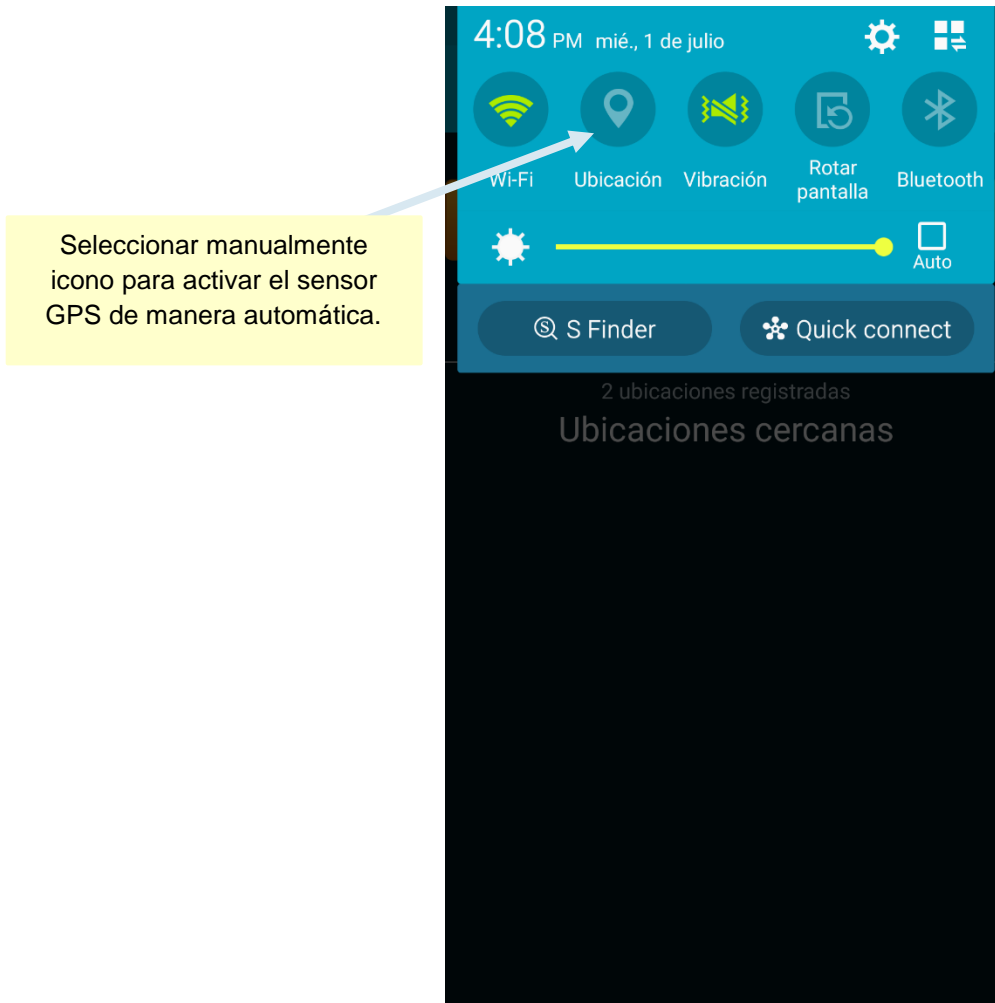 4:08 PM mié., 1 de julio
Wi-Fi Ubicación Vibración Rotar pantalla Bluetooth
Auto
S Finder Quick connect
2 ubicaciones registradas
Ubicaciones cercanas
Seleccionar manualmente
icono para activar el sensor
GPS de manera automática.